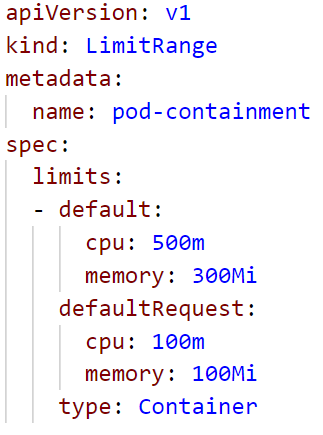 apiVersion: v1
kind: LimitRange
metadata:
  name: pod-containment
spec:
  limits:
  - default:
      cpu: 500m
      memory: 300Mi
    defaultRequest:
      cpu: 100m
      memory: 100Mi
    type: Container